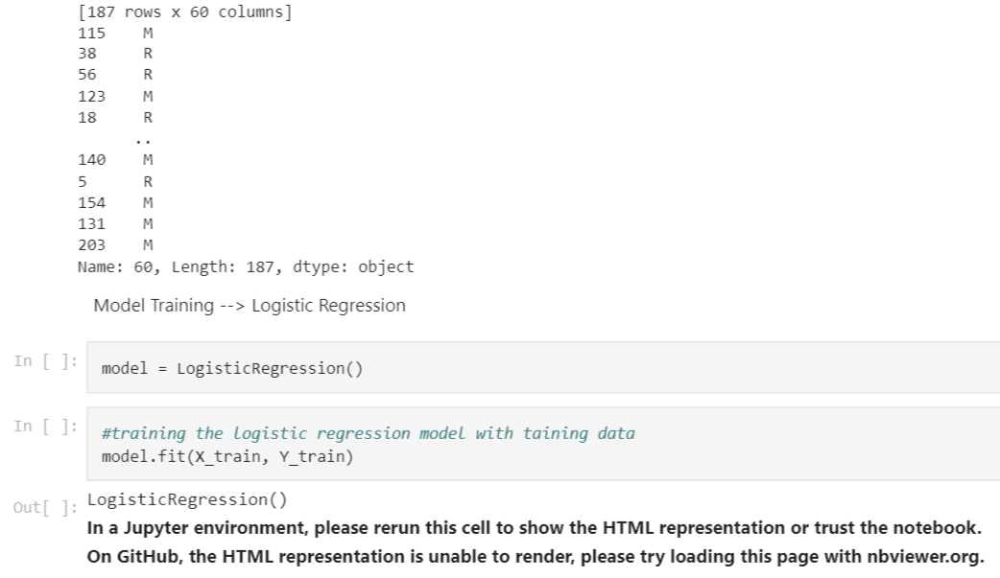 [187 rows x 60 columns]
115    M
38     R
56     R
123    M
18     R
      ..
140    M
5      R
154    M
131    M
203    M
Name: 60, Length: 187, dtype: object
Model Training --> Logistic Regression
In [ ]: model = LogisticRegression()
In [ ]: #training the logistic regression model with taining data
model.fit(X_train, Y_train)
Out[ ]: LogisticRegression()
In a Jupyter environment, please rerun this cell to show the HTML representation or trust the notebook.
On GitHub, the HTML representation is unable to render, please try loading this page with nbviewer.org.